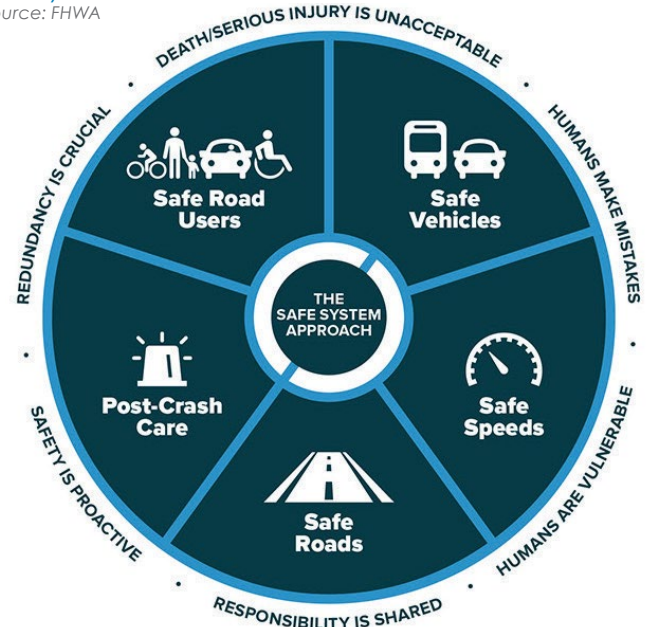 ource: FHWA
DEATH/SERIOUS INJURY IS UNACCEPTABLE
HUMANS MAKE MISTAKES
HUMANS ARE VULNERABLE
RESPONSIBILITY IS SHARED
SAFETY IS PROACTIVE
REDUNDANCY IS CRUCIAL
Safe Road
Users
Safe
Vehicles
THE
SAFE SYSTEM
APPROACH
Post-Crash
Care
Safe
Speeds
Safe
Roads